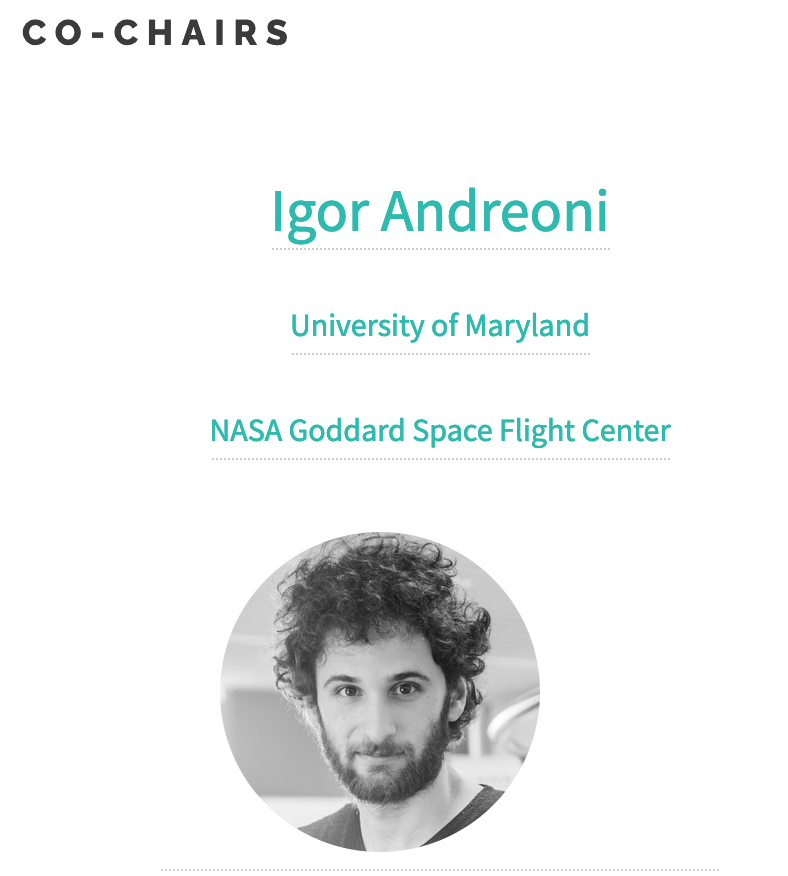 CO-CHAIRS
Igor Andreoni
University of Maryland
NASA Goddard Space Flight Center